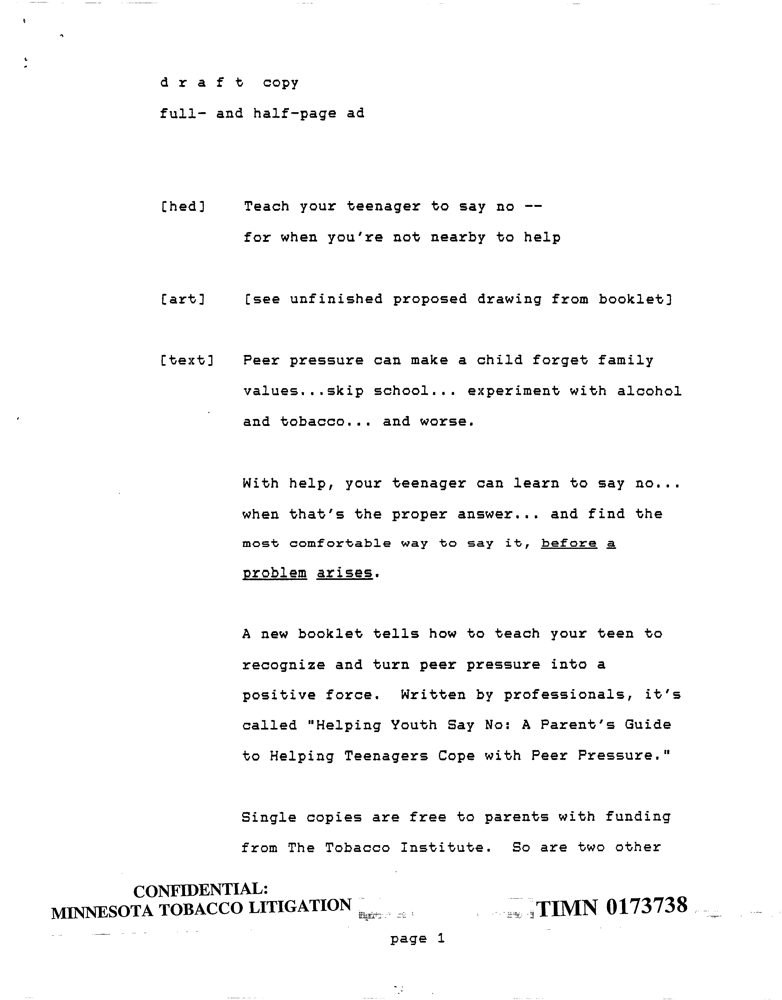 d r a f t copy
full- and half-page ad
[hed] Teach your teenager to say no --
for when you're not nearby to help
[art] [see unfinished proposed drawing from booklet]
[text] Peer pressure can make a child forget family
values...skip school... experiment with alcohol
and tobacco... and worse.
With help, your teenager can learn to say no...
when that's the proper answer... and find the
most comfortable way to say it, before a
problem arises.
A new booklet tells how to teach your teen to
recognize and turn peer pressure into a
positive force. Written by professionals, it's
called "Helping Youth Say No: A Parent's Guide
to Helping Teenagers Cope with Peer Pressure."
Single copies are free to parents with funding
from The Tobacco Institute. So are two other
CONFIDENTIAL:
MINNESOTA TOBACCO LITIGATION
TIMN 0173738
page 1